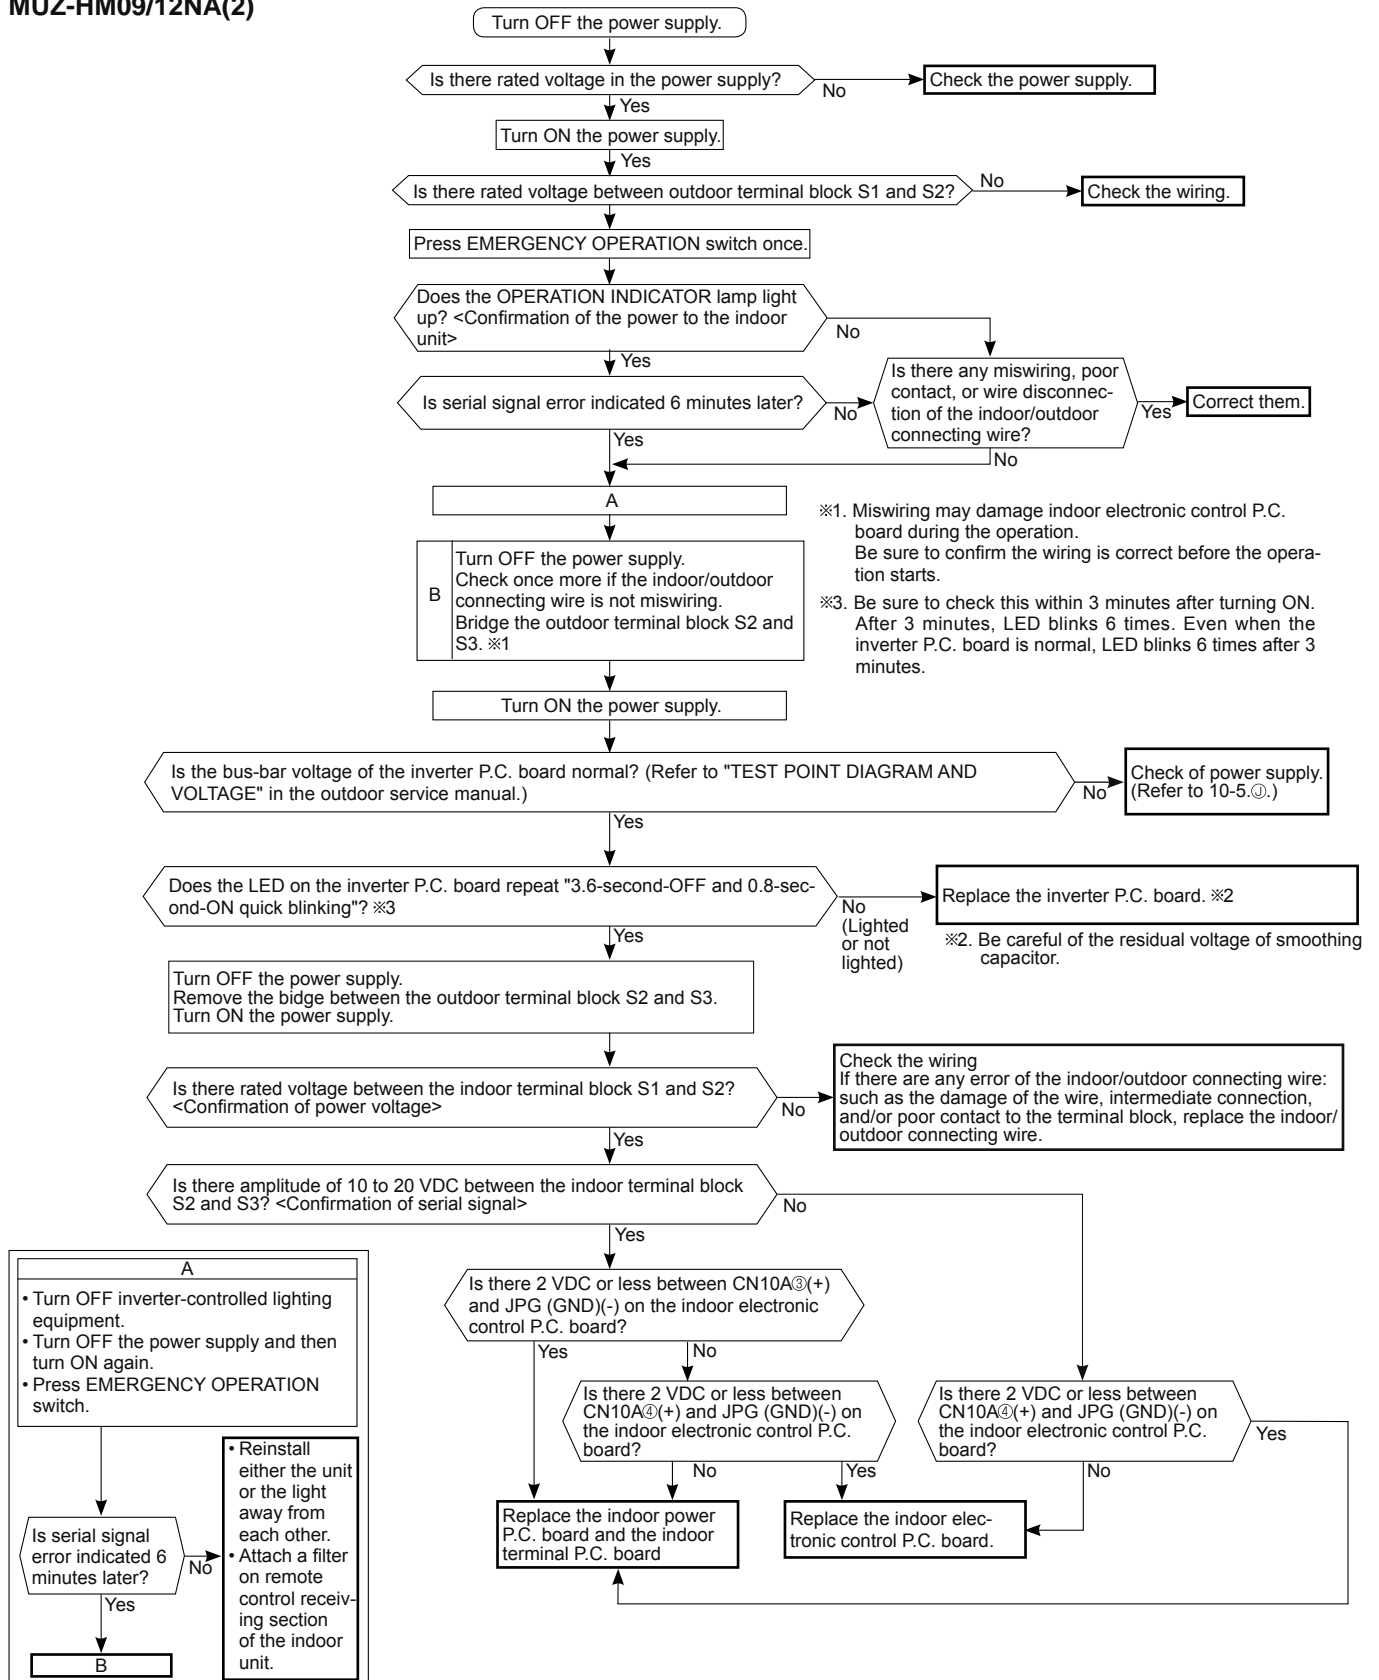 MUZ-HM09/12NA(2)
Turn OFF the power supply.
Is there rated voltage in the power supply?
No
Check the power supply.
Yes
Turn ON the power supply.
Yes
Is there rated voltage between outdoor terminal block S1 and S2?
No
Check the wiring.
Press EMERGENCY OPERATION switch once.
Does the OPERATION INDICATOR lamp light
up? <Confirmation of the power to the indoor
unit>
No
Yes
Is serial signal error indicated 6 minutes later?
No
Is there any miswiring, poor
contact, or wire disconnec-
tion of the indoor/outdoor
connecting wire?
Yes
Correct them.
Yes
No
A
B
Turn OFF the power supply.
Check once more if the indoor/outdoor
connecting wire is not miswiring.
Bridge the outdoor terminal block S2 and
S3. ※1
※1. Miswiring may damage indoor electronic control P.C.
board during the operation.
Be sure to confirm the wiring is correct before the opera-
tion starts.
※3. Be sure to check this within 3 minutes after turning ON.
After 3 minutes, LED blinks 6 times. Even when the
inverter P.C. board is normal, LED blinks 6 times after 3
minutes.
Turn ON the power supply.
Is the bus-bar voltage of the inverter P.C. board normal? (Refer to "TEST POINT DIAGRAM AND
VOLTAGE" in the outdoor service manual.)
No
Check of power supply.
(Refer to 10-5.Ⓙ.)
Yes
Does the LED on the inverter P.C. board repeat "3.6-second-OFF and 0.8-sec-
ond-ON quick blinking"? ※3
No
(Lighted
or not
lighted)
Replace the inverter P.C. board. ※2
※2. Be careful of the residual voltage of smoothing
capacitor.
Yes
Turn OFF the power supply.
Remove the bidge between the outdoor terminal block S2 and S3.
Turn ON the power supply.
Is there rated voltage between the indoor terminal block S1 and S2?
<Confirmation of power voltage>
No
Check the wiring
If there are any error of the indoor/outdoor connecting wire:
such as the damage of the wire, intermediate connection,
and/or poor contact to the terminal block, replace the indoor/
outdoor connecting wire.
Yes
Is there amplitude of 10 to 20 VDC between the indoor terminal block
S2 and S3? <Confirmation of serial signal>
No
Yes
Is there 2 VDC or less between CN10A③(+)
and JPG (GND)(-) on the indoor electronic
control P.C. board?
Yes
No
Is there 2 VDC or less between
CN10A④(+) and JPG (GND)(-) on
the indoor electronic control P.C.
board?
No
Yes
Is there 2 VDC or less between
CN10A④(+) and JPG (GND)(-) on
the indoor electronic control P.C.
board?
Yes
No
Replace the indoor power
P.C. board and the indoor
terminal P.C. board
Replace the indoor elec-
tronic control P.C. board.
A
• Turn OFF inverter-controlled lighting
equipment.
• Turn OFF the power supply and then
turn ON again.
• Press EMERGENCY OPERATION
switch.
Is serial signal
error indicated 6
minutes later?
No
• Reinstall
either the unit
or the light
away from
each other.
• Attach a filter
on remote
control receiv-
ing section
of the indoor
unit.
Yes
B